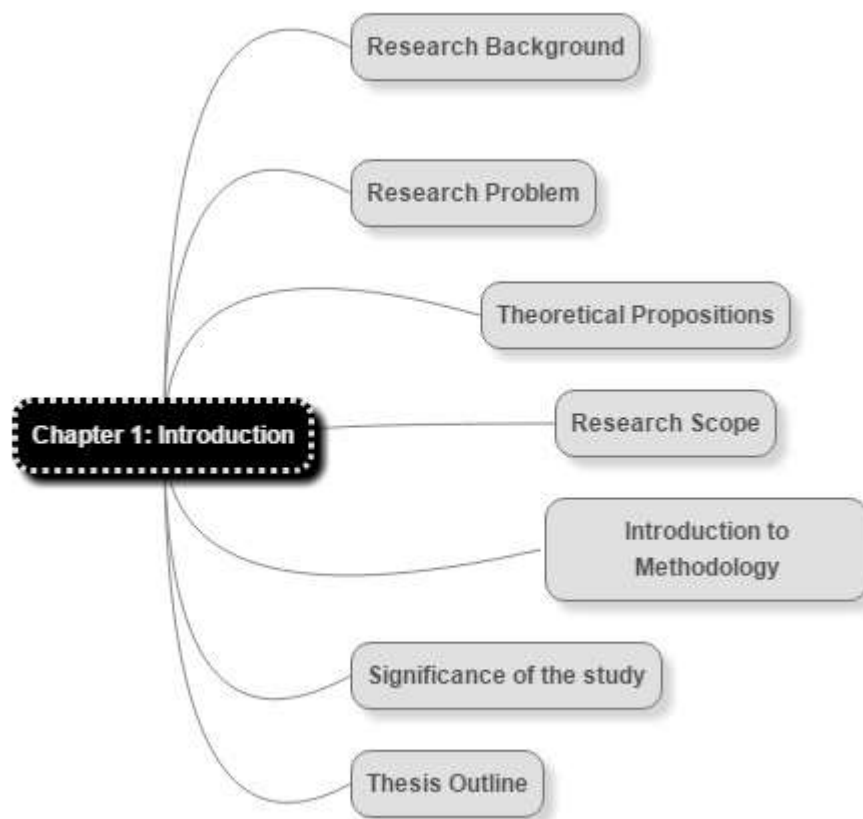 Research Background
Research Problem
Theoretical Propositions
Chapter 1: Introduction
Research Scope
Introduction to
Methodology
Significance of the study
Thesis Outline